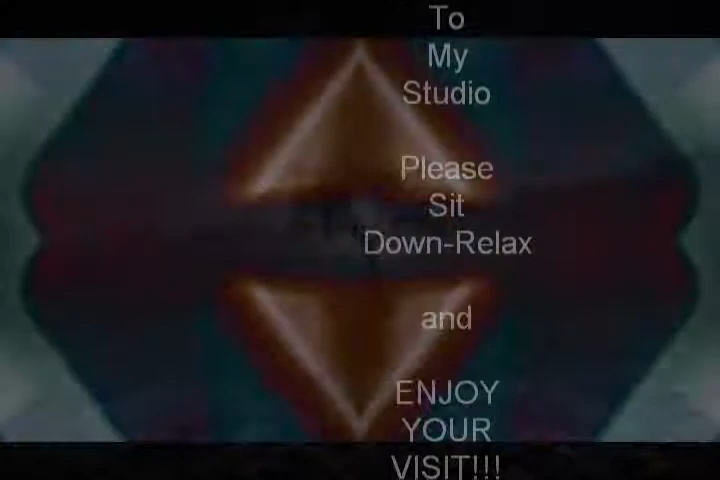 To
My
Studio
Please
Sit
Down-Relax
and
ENJOY
YOUR
VISIT!!!